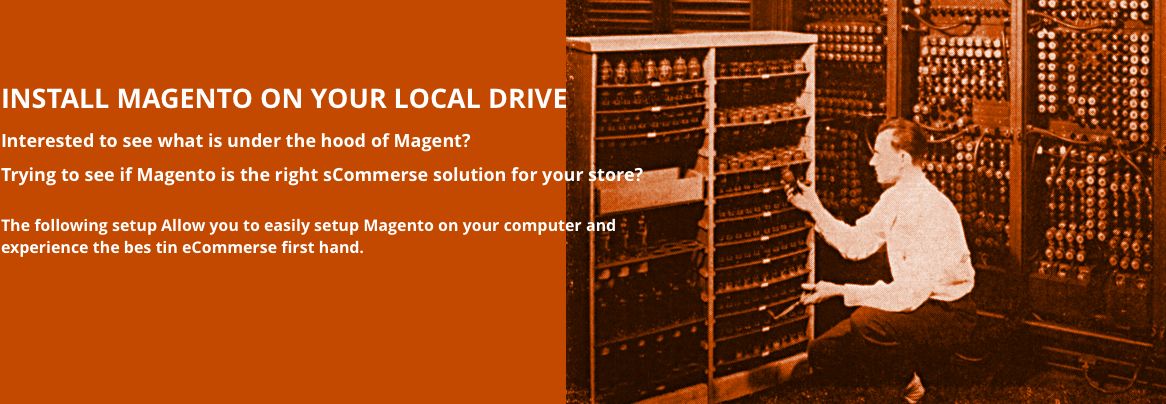 INSTALL MAGENTO ON YOUR LOCAL DRIVE
Interested to see what is under the hood of Magent?
Trying to see if Magento is the right sCommerse solution for your store?
The following setup Allow you to easily setup Magento on your computer and
experience the bes tin eCommerse first hand.